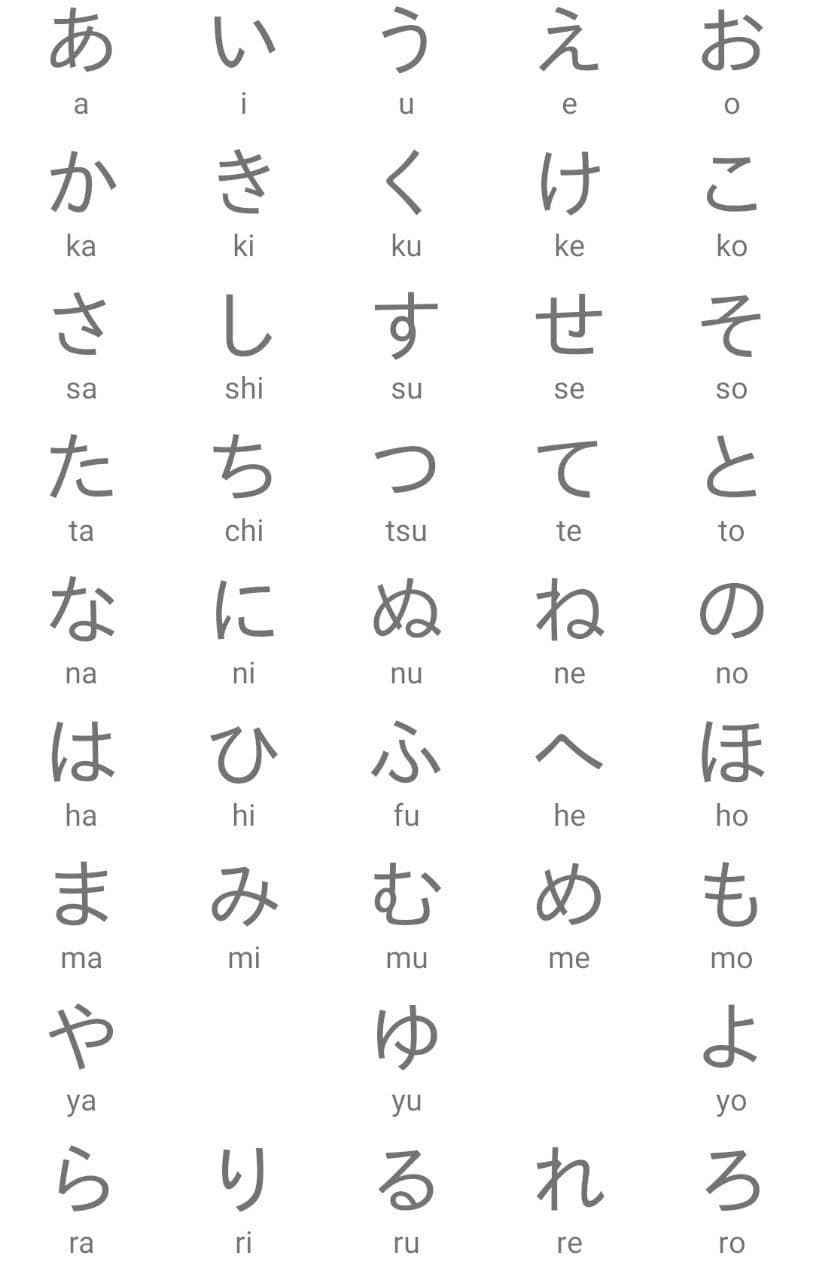 あ い う え お
a i u e o
か き く け こ
ka ki ku ke ko
さ し す せ そ
sa shi su se so
た ち つ て と
ta chi tsu te to
な に ぬ ね の
na ni nu ne no
は ひ ふ へ ほ
ha hi fu he ho
ま み む め も
ma mi mu me mo
や ゆ よ
ya yu yo
ら り る れ ろ
ra ri ru re ro